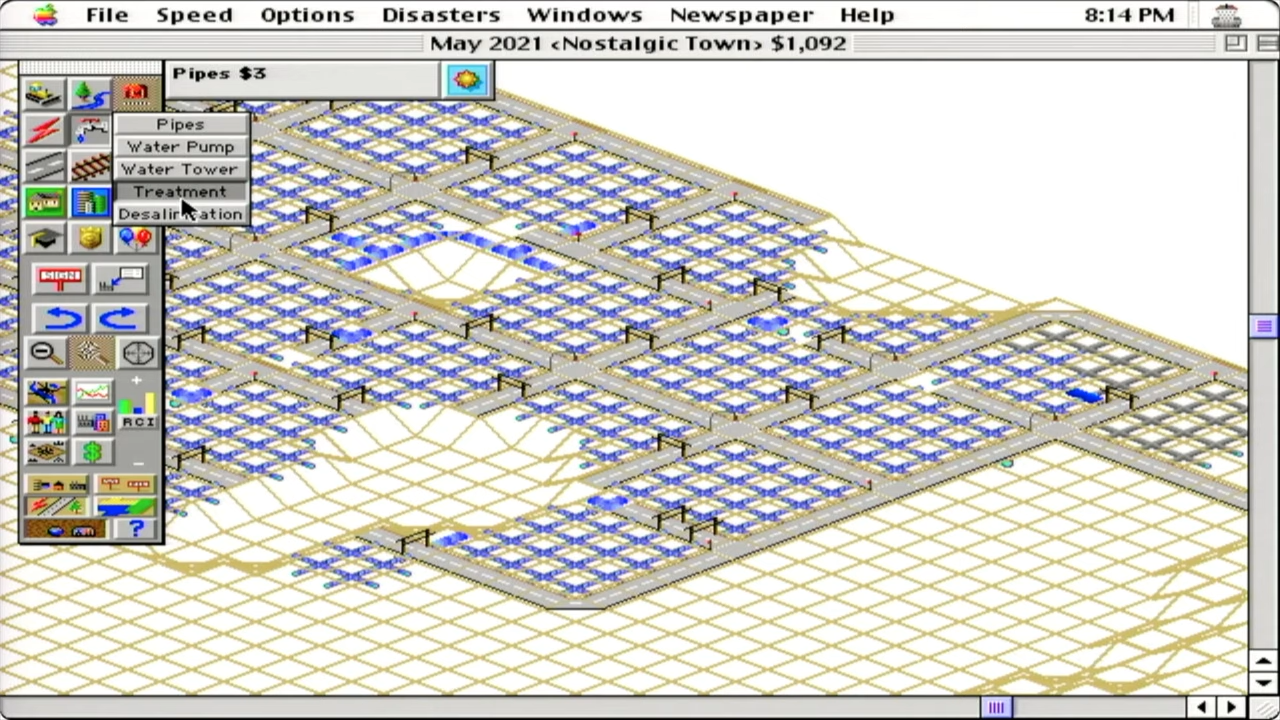 File Speed Options Disasters Windows Newspaper Help 8:14 PM
May 2021 <Nostalgic Town> $1,092
Pipes $3
Pipes
Water Pump
Water Tower
Treatment
Desalination
SIGN
RCI
?